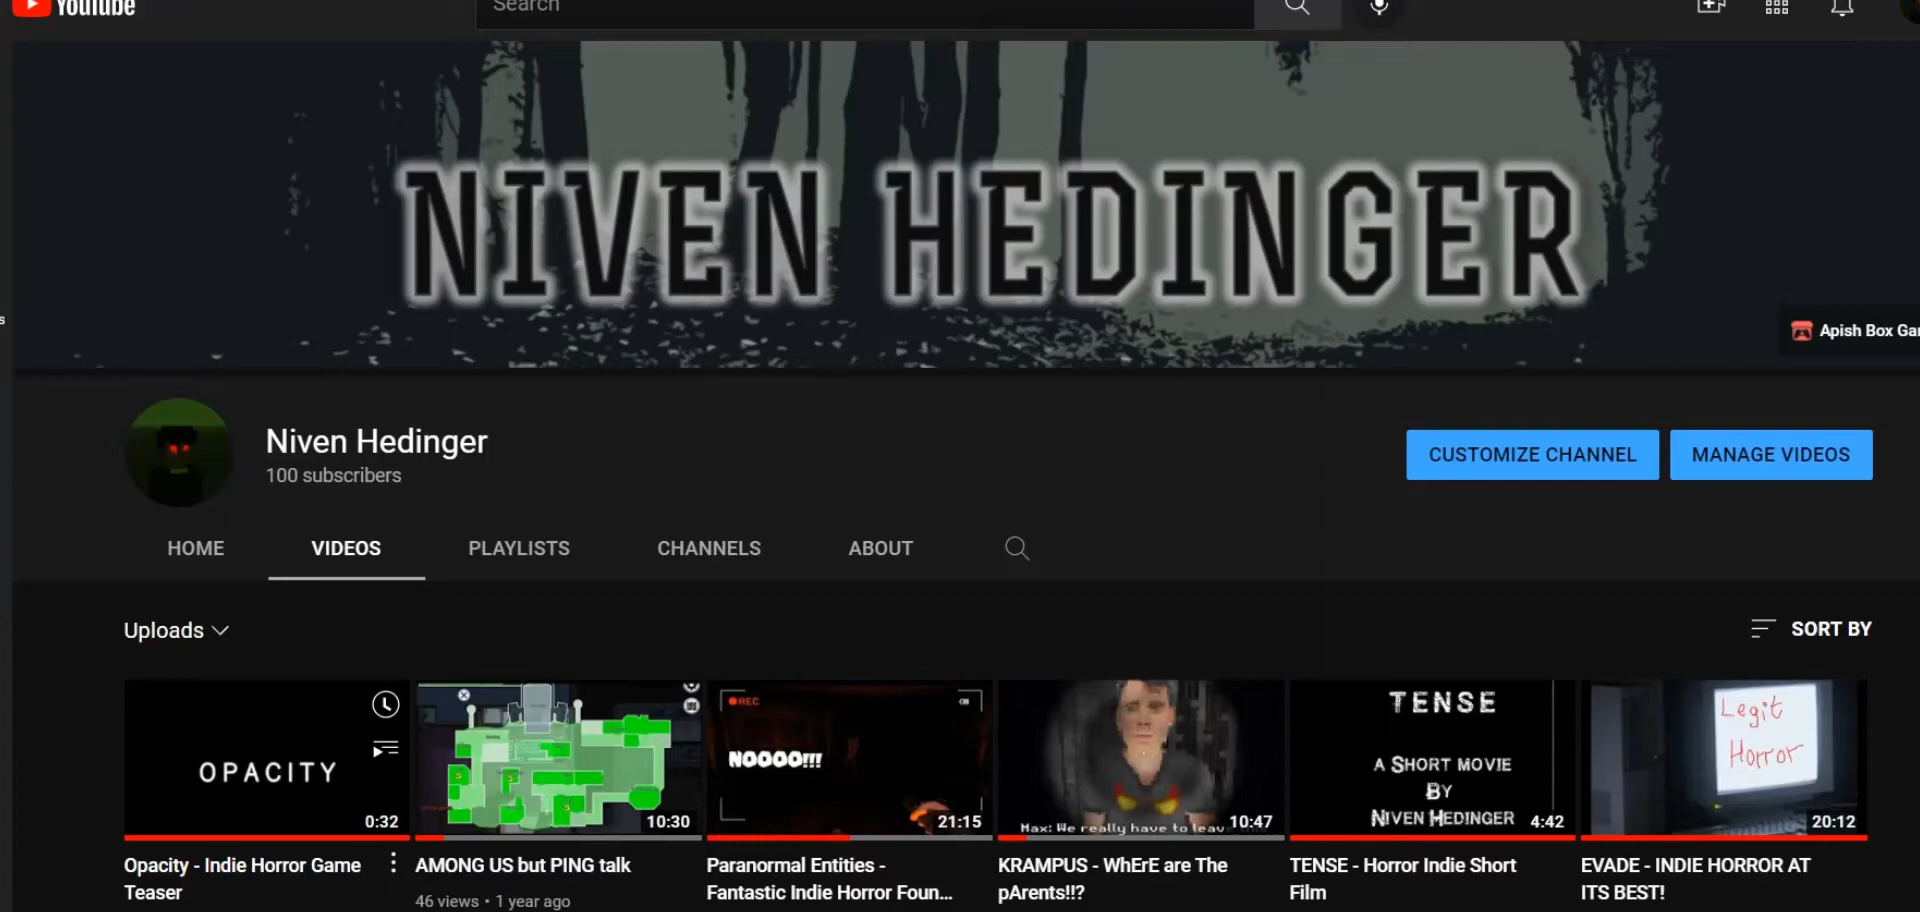 YouTube
Search
NIVEN HEDINGER
s
Apish Box Gar
Niven Hedinger
100 subscribers
CUSTOMIZE CHANNEL
MANAGE VIDEOS
HOME
VIDEOS
PLAYLISTS
CHANNELS
ABOUT
Uploads
SORT BY
OPACITY
0:32
10:30
REC
NOOOO!!!
21:15
Max: We really have to leav
10:47
TENSE
A SHORT MOVIE
BY
NIVEN HEDINGER
4:42
Legit
Horror
20:12
Opacity - Indie Horror Game
Teaser
AMONG US but PING talk
46 views • 1 year ago
Paranormal Entities -
Fantastic Indie Horror Foun...
KRAMPUS - WhErE are The
pArents!!?
TENSE - Horror Indie Short
Film
EVADE - INDIE HORROR AT
ITS BEST!